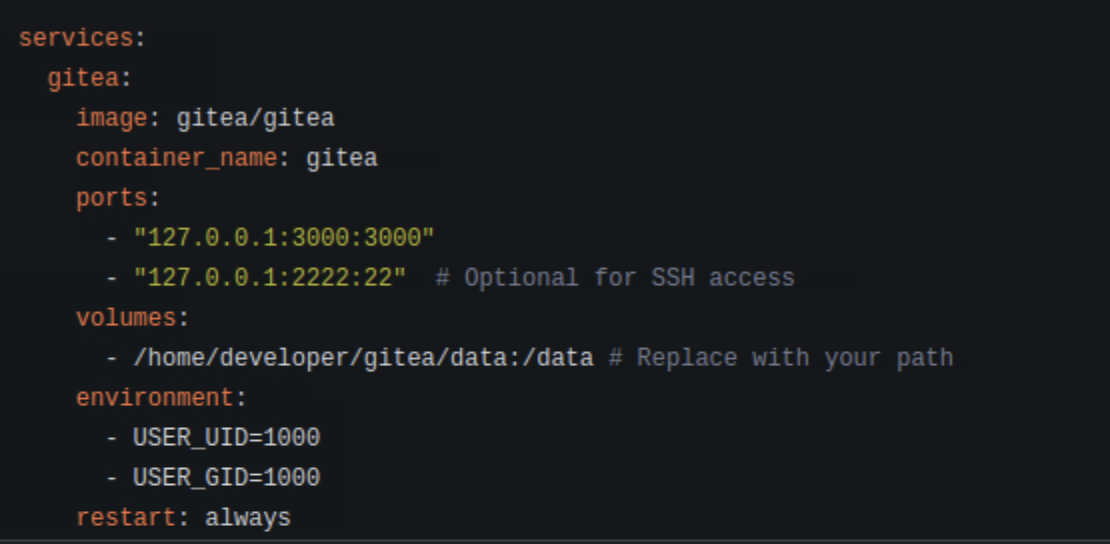 services:
  gitea:
    image: gitea/gitea
    container_name: gitea
    ports:
      - "127.0.0.1:3000:3000"
      - "127.0.0.1:2222:22"  # Optional for SSH access
    volumes:
      - /home/developer/gitea/data:/data # Replace with your path
    environment:
      - USER_UID=1000
      - USER_GID=1000
    restart: always